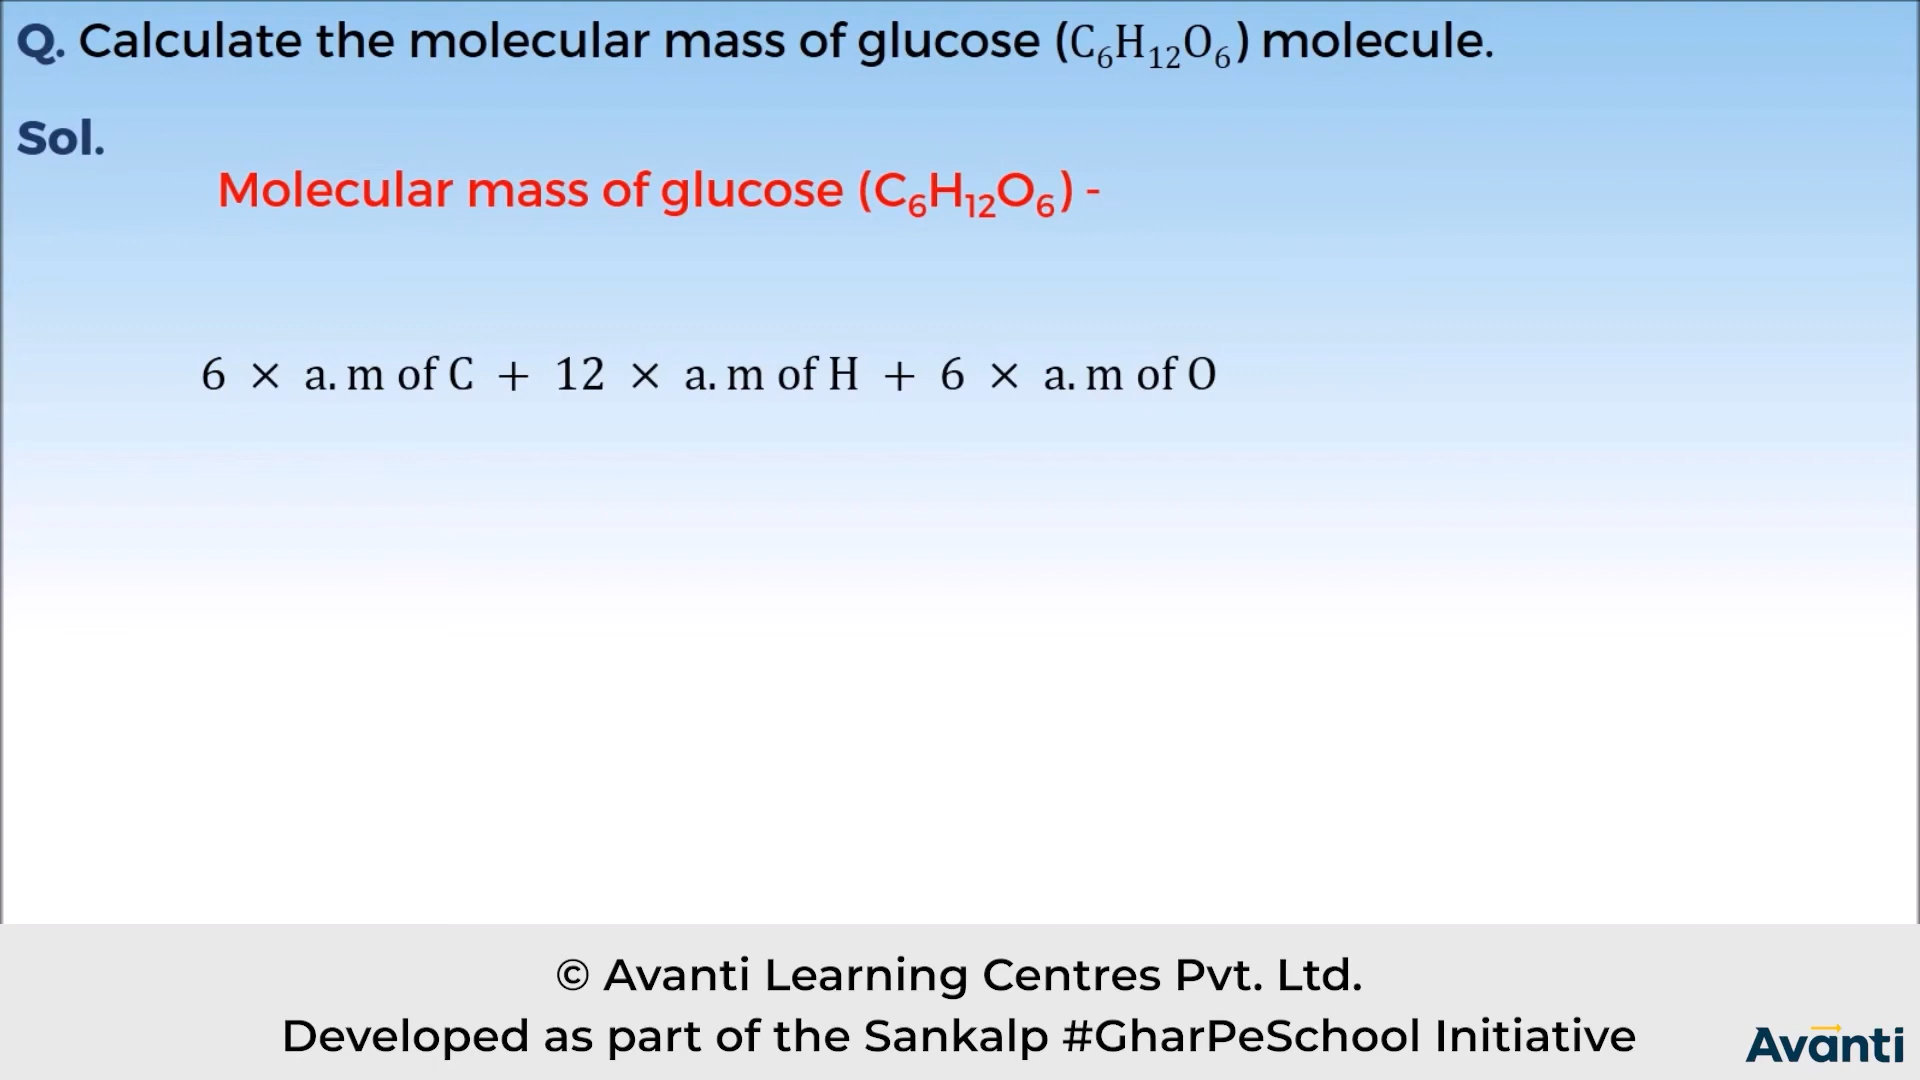 Q. Calculate the molecular mass of glucose (C₆H₁₂O₆) molecule.
Sol.
Molecular mass of glucose (C₆H₁₂O₆) -
6 × a. m of C + 12 × a. m of H + 6 × a. m of O
© Avanti Learning Centres Pvt. Ltd.
Developed as part of the Sankalp #GharPeSchool Initiative
Avanti